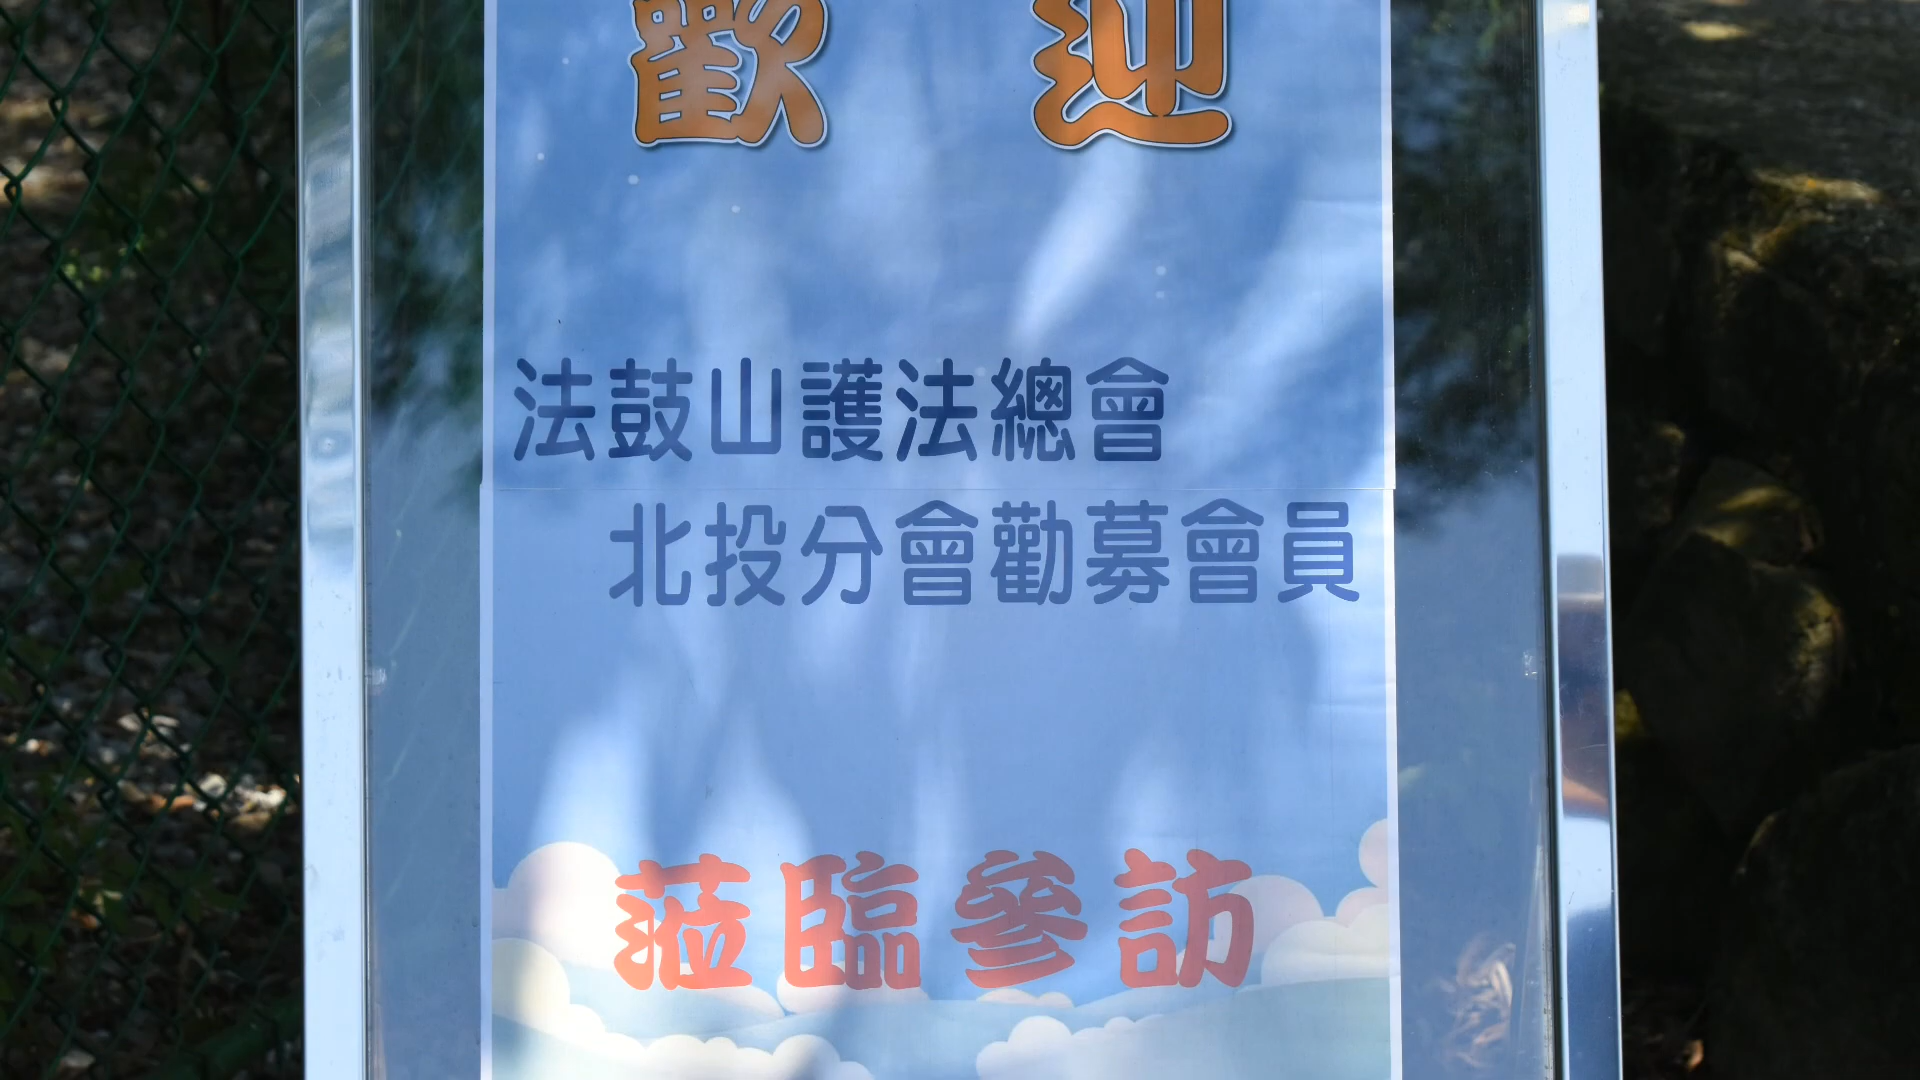 歡迎
法鼓山護法總會
北投分會勸募會員
蒞臨參訪